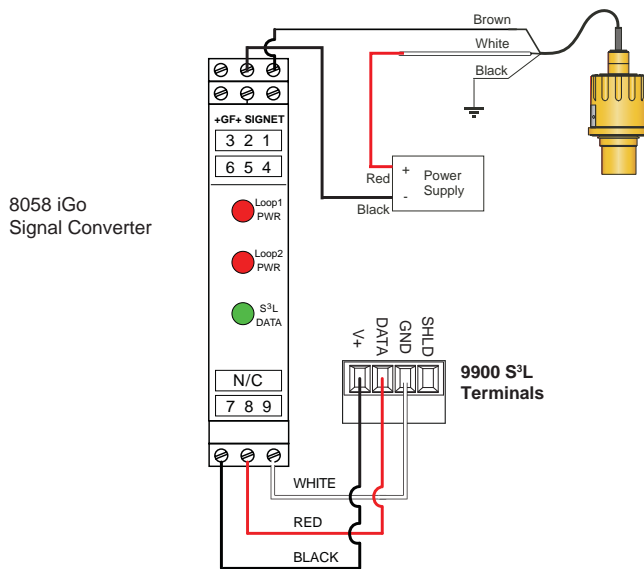 Brown
White
Black
+GF+ SIGNET
3 2 1
6 5 4
Red
+
Power
Supply
Black
-
8058 iGo
Signal Converter
Loop1
PWR
Loop2
PWR
S³L
DATA
V+
DATA
GND
SHLD
9900 S³L
Terminals
N/C
7 8 9
WHITE
RED
BLACK